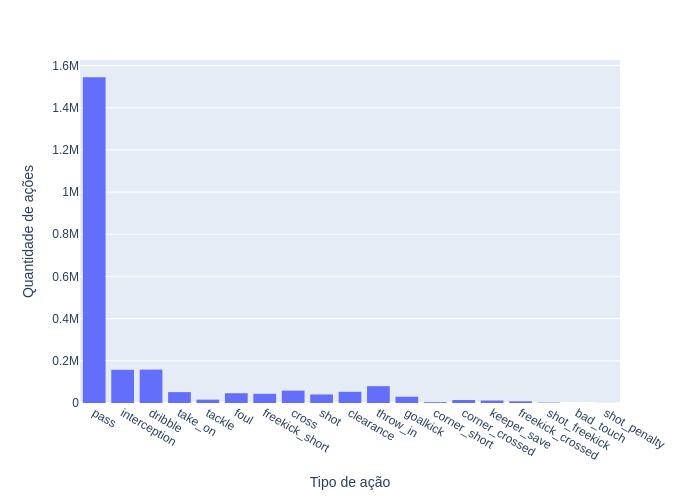 1.6M
1.4M
1.2M
1M
0.8M
0.6M
0.4M
0.2M
0
Quantidade de ações
pass
interception
dribble
take_on
tackle
foul
freekick_short
cross
shot
clearance
throw_in
goalkick
corner_short
corner_crossed
keeper_save
freekick_crossed
shot_freekick
bad_touch
shot_penalty
Tipo de ação